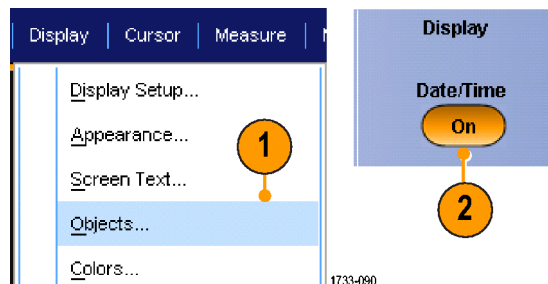 Display | Cursor | Measure |
Display Setup...
Appearance...
1
Screen Text...
Objects...
Colors...
Display
Date/Time
On
2
1733-090